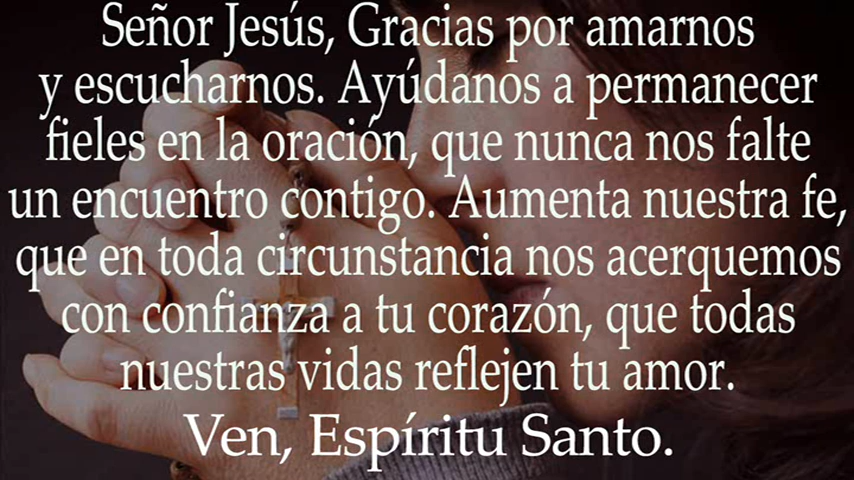 Señor Jesús, Gracias por amarnos
y escucharnos. Ayúdanos a permanecer
fieles en la oración, que nunca nos falte
un encuentro contigo. Aumenta nuestra fe,
que en toda circunstancia nos acerquemos
con confianza a tu corazón, que todas
nuestras vidas reflejen tu amor.
Ven, Espíritu Santo.